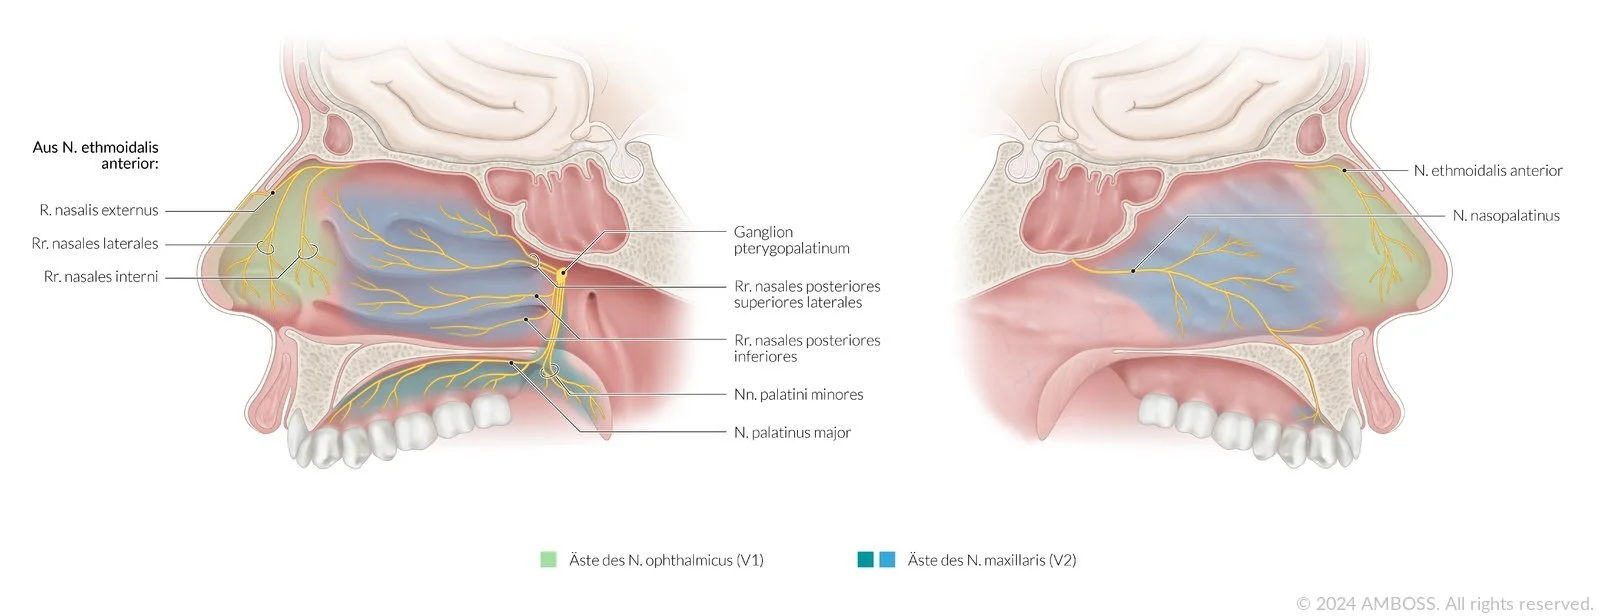 Aus N. ethmoidalis
anterior:
R. nasalis externus
Rr. nasales laterales
Rr. nasales interni
Ganglion
pterygopalatinum
Rr. nasales posteriores
superiores laterales
Rr. nasales posteriores
inferiores
Nn. palatini minores
N. palatinus major
N. ethmoidalis anterior
N. nasopalatinus
Äste des N. ophthalmicus (V1)
Äste des N. maxillaris (V2)
© 2024 AMBOSS. All rights reserved.